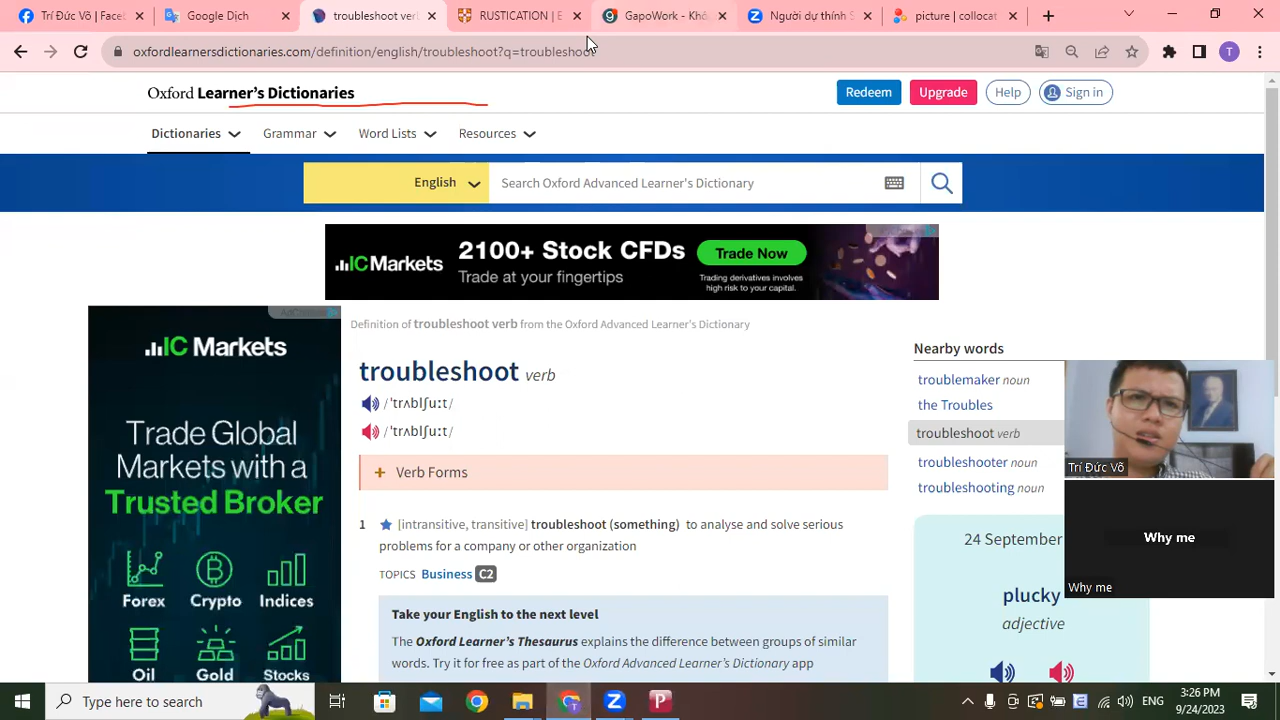 Trí Đức Võ | Face
Google Dịch
troubleshoot ver
RUSTICATION | E
GapoWork - Khô
Người dự thính S
picture | collocat
oxfordlearnersdictionaries.com/definition/english/troubleshoot?q=troubleshoot
T
Oxford Learner's Dictionaries
Redeem
Upgrade
Help
Sign in
Dictionaries
Grammar
Word Lists
Resources
English
Search Oxford Advanced Learner's Dictionary
IC Markets
2100+ Stock CFDs
Trade at your fingertips
Trade Now
Trading derivatives involves
high risk to your capital.
AdChoices
IC Markets
Trade Global
Markets with a
Trusted Broker
Forex
Crypto
Indices
Oil
Gold
Stocks
Definition of troubleshoot verb from the Oxford Advanced Learner's Dictionary
troubleshoot verb
/ˈtrʌblʃuːt/
/ˈtrʌblʃuːt/
+ Verb Forms
1 [intransitive, transitive] troubleshoot (something) to analyse and solve serious
problems for a company or other organization
TOPICS Business C2
Take your English to the next level
The Oxford Learner's Thesaurus explains the difference between groups of similar
words. Try it for free as part of the Oxford Advanced Learner's Dictionary app
Nearby words
troublemaker noun
the Troubles
troubleshoot verb
troubleshooter noun
troubleshooting noun
24 September
plucky
adjective
Trí Đức Võ
Why me
Why me
Type here to search
ENG
3:26 PM
9/24/2023